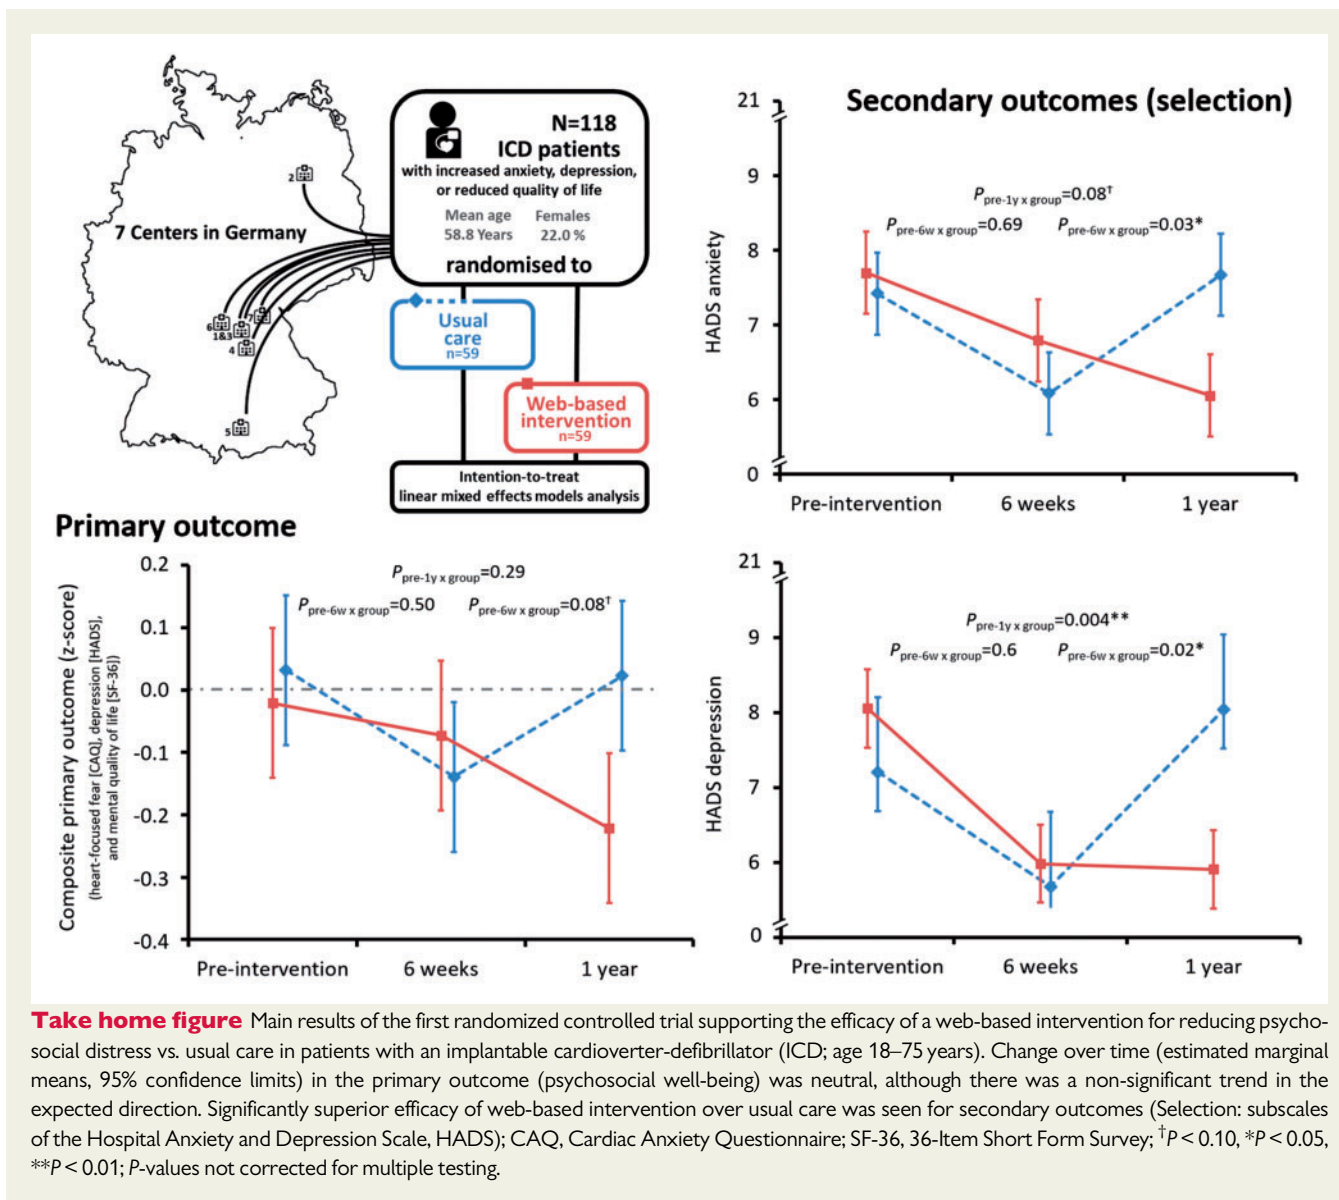 2
7 Centers in Germany
6
1&3
7
4
5
N=118
ICD patients
with increased anxiety, depression,
or reduced quality of life
Mean age Females
58.8 Years 22.0 %
randomised to
Usual
care
n=59
Web-based
intervention
n=59
Intention-to-treat
linear mixed effects models analysis
Secondary outcomes (selection)
21
9
8
7
6
0
HADS anxiety
Ppre-1y x group=0.08†
Ppre-6w x group=0.69 Ppre-6w x group=0.03*
Pre-intervention 6 weeks 1 year
Primary outcome
Composite primary outcome (z-score)
(heart-focused fear [CAQ], depression [HADS],
and mental quality of life [SF-36])
0.2
0.1
0.0
-0.1
-0.2
-0.3
-0.4
Ppre-1y x group=0.29
Ppre-6w x group=0.50 Ppre-6w x group=0.08†
Pre-intervention 6 weeks 1 year
21
9
8
7
6
0
HADS depression
Ppre-1y x group=0.004**
Ppre-6w x group=0.6 Ppre-6w x group=0.02*
Pre-intervention 6 weeks 1 year
Take home figure Main results of the first randomized controlled trial supporting the efficacy of a web-based intervention for reducing psycho-
social distress vs. usual care in patients with an implantable cardioverter-defibrillator (ICD; age 18–75 years). Change over time (estimated marginal
means, 95% confidence limits) in the primary outcome (psychosocial well-being) was neutral, although there was a non-significant trend in the
expected direction. Significantly superior efficacy of web-based intervention over usual care was seen for secondary outcomes (Selection: subscales
of the Hospital Anxiety and Depression Scale, HADS); CAQ, Cardiac Anxiety Questionnaire; SF-36, 36-Item Short Form Survey; †P < 0.10, *P < 0.05,
**P < 0.01; P-values not corrected for multiple testing.